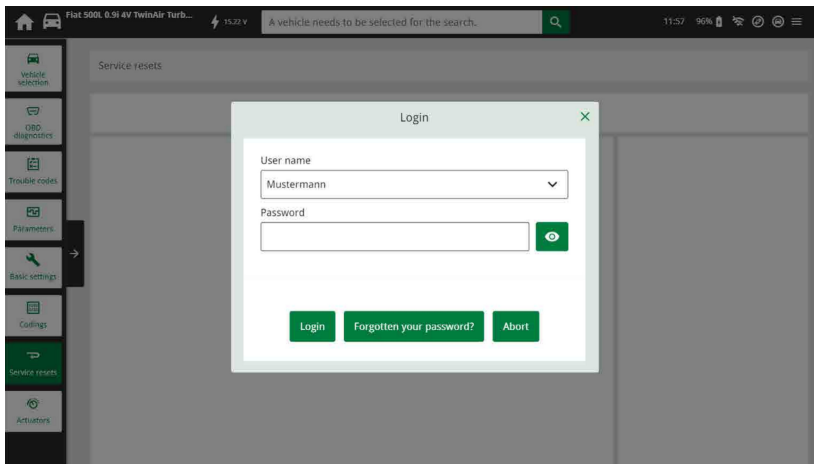 Fiat 500L 0.9i 4V TwinAir Turb...
15.22 V
A vehicle needs to be selected for the search.
11:57
96%
Vehicle
selection
Service resets
OBD
diagnostics
Trouble codes
Parameters
Basic settings
Codings
Service resets
Actuators
Login
User name
Mustermann
Password
Login
Forgotten your password?
Abort